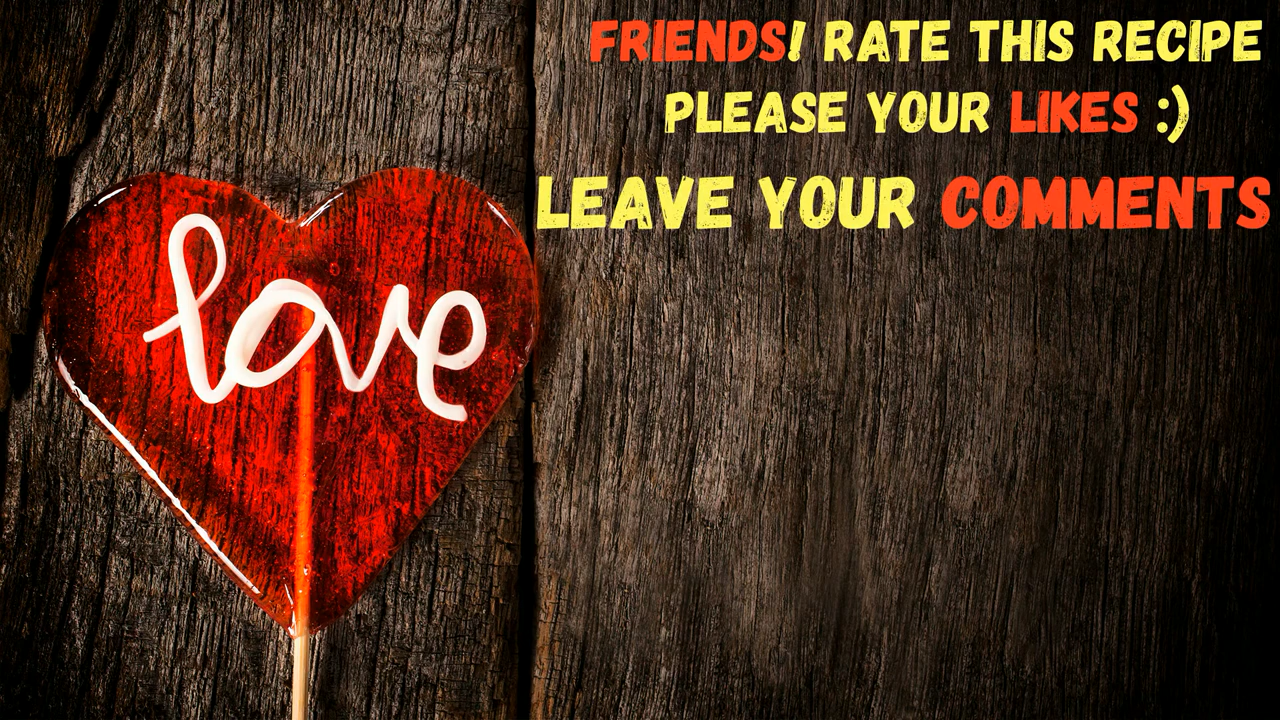 FRIENDS! RATE THIS RECIPE
PLEASE YOUR LIKES :)
LEAVE YOUR COMMENTS
love